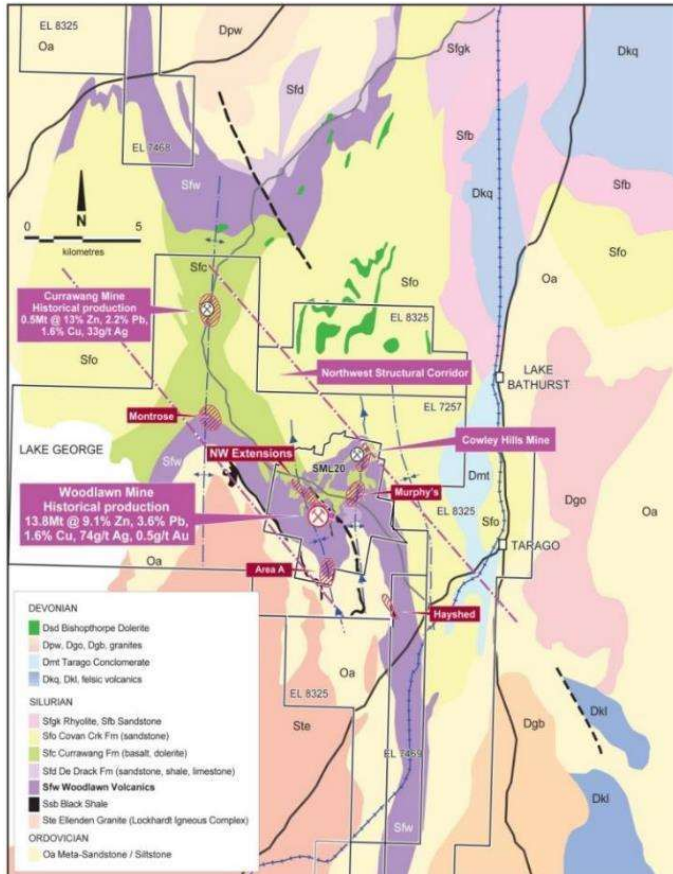 EL 8325
Oa
Dpw
Sfgk
Dkq
Sfd
Sfb
EL 7468
Sfw
Dkq
Sfb
N
0 5
kilometres
Sfo
Oa
Sfc
Sfo
Currawang Mine
Historical production
0.5Mt @ 13% Zn, 2.2% Pb,
1.6% Cu, 33g/t Ag
EL 8325
Sfo
Northwest Structural Corridor
LAKE
BATHURST
EL 7257
Montrose
Cowley Hills Mine
LAKE GEORGE
Sfw
NW Extensions
SML20
Dmt
Woodlawn Mine
Historical production
13.8Mt @ 9.1% Zn, 3.6% Pb,
1.6% Cu, 74g/t Ag, 0.5g/t Au
Murphy's
Dgo
EL 8325
Sfo
Oa
TARAGO
Oa
Area A
Hayshed
DEVONIAN
Dsd Bishopthorpe Dolerite
Dpw, Dgo, Dgb, granites
Dmt Tarago Conclomerate
Dkq, Dkl, felsic volcanics
SILURIAN
Sfgk Rhyolite, Sfb Sandstone
Sfo Covan Crk Fm (sandstone)
Sfc Currawang Fm (basalt, dolerite)
Sfd De Drack Fm (sandstone, shale, limestone)
Sfw Woodlawn Volcanics
Ssb Black Shale
Ste Ellenden Granite (Lockhardt Igneous Complex)
ORDOVICIAN
Oa Meta-Sandstone / Siltstone
Oa
EL 8325
Ste
Dgb
Dkl
EL 7469
Dkl
Sfw